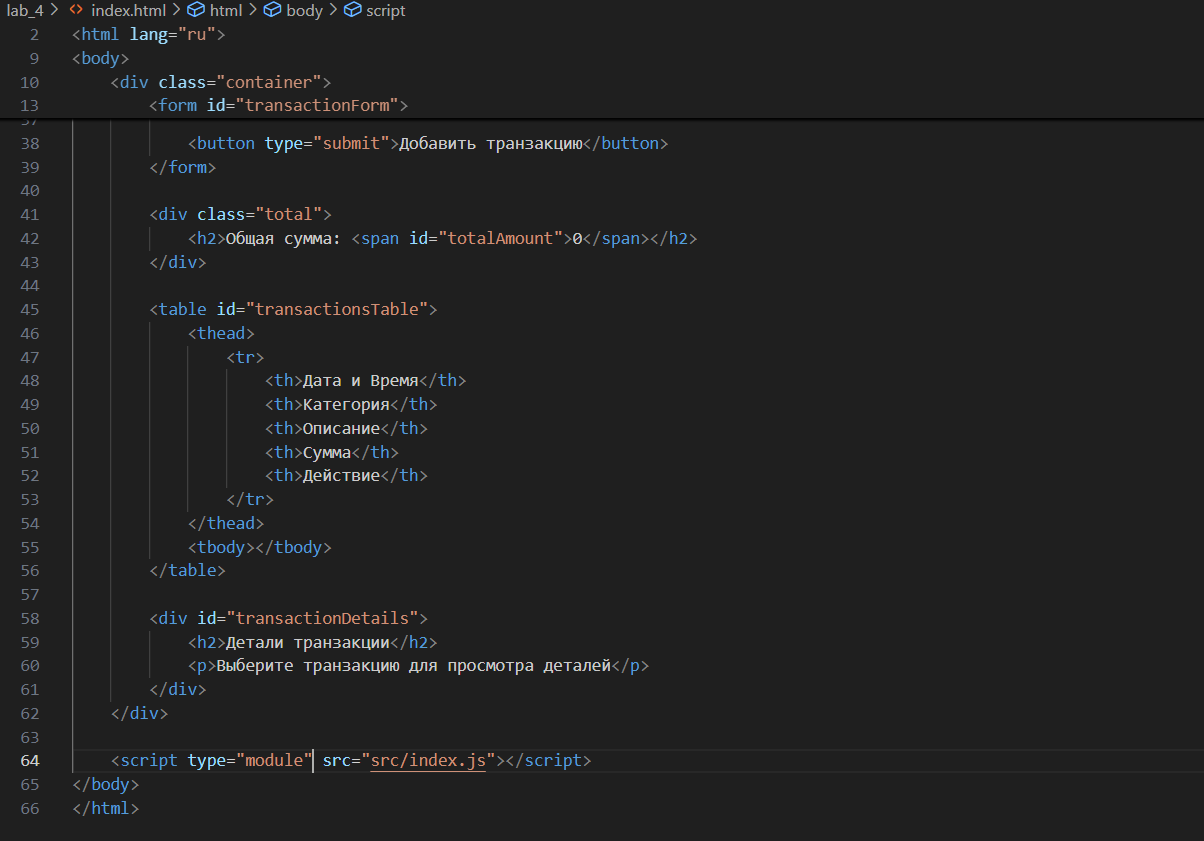 lab_4 > index.html > html > body > script
2 <html lang="ru">
9 <body>
10 <div class="container">
13 <form id="transactionForm">
37
38 <button type="submit">Добавить транзакцию</button>
39 </form>
40
41 <div class="total">
42 <h2>Общая сумма: <span id="totalAmount">0</span></h2>
43 </div>
44
45 <table id="transactionsTable">
46 <thead>
47 <tr>
48 <th>Дата и Время</th>
49 <th>Категория</th>
50 <th>Описание</th>
51 <th>Сумма</th>
52 <th>Действие</th>
53 </tr>
54 </thead>
55 <tbody></tbody>
56 </table>
57
58 <div id="transactionDetails">
59 <h2>Детали транзакции</h2>
60 <p>Выберите транзакцию для просмотра деталей</p>
61 </div>
62 </div>
63
64 <script type="module" src="src/index.js"></script>
65 </body>
66 </html>